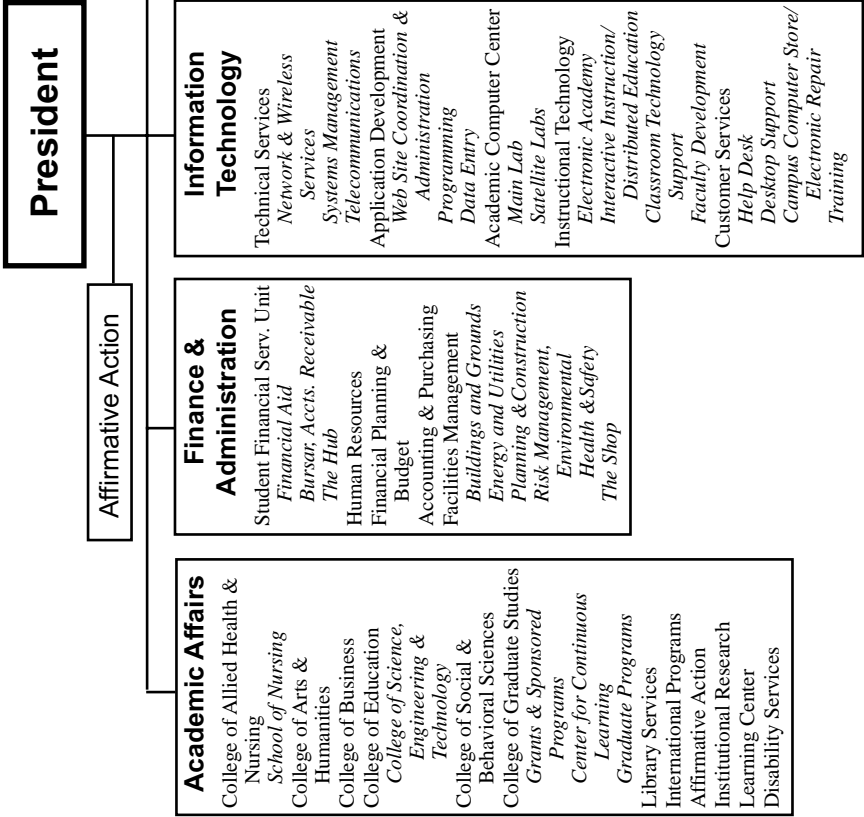 President
Affirmative Action
Academic Affairs
College of Allied Health &
Nursing
School of Nursing
College of Arts &
Humanities
College of Business
College of Education
College of Science,
Engineering &
Technology
College of Social &
Behavioral Sciences
College of Graduate Studies
Grants & Sponsored
Programs
Center for Continuous
Learning
Graduate Programs
Library Services
International Programs
Affirmative Action
Institutional Research
Learning Center
Disability Services
Finance &
Administration
Student Financial Serv. Unit
Financial Aid
Bursar, Accts. Receivable
The Hub
Human Resources
Financial Planning &
Budget
Accounting & Purchasing
Facilities Management
Buildings and Grounds
Energy and Utilities
Planning &Construction
Risk Management,
Environmental
Health &Safety
The Shop
Information
Technology
Technical Services
Network & Wireless
Services
Systems Management
Telecommunications
Application Development
Web Site Coordination &
Administration
Programming
Data Entry
Academic Computer Center
Main Lab
Satellite Labs
Instructional Technology
Electronic Academy
Interactive Instruction/
Distributed Education
Classroom Technology
Support
Faculty Development
Customer Services
Help Desk
Desktop Support
Campus Computer Store/
Electronic Repair
Training